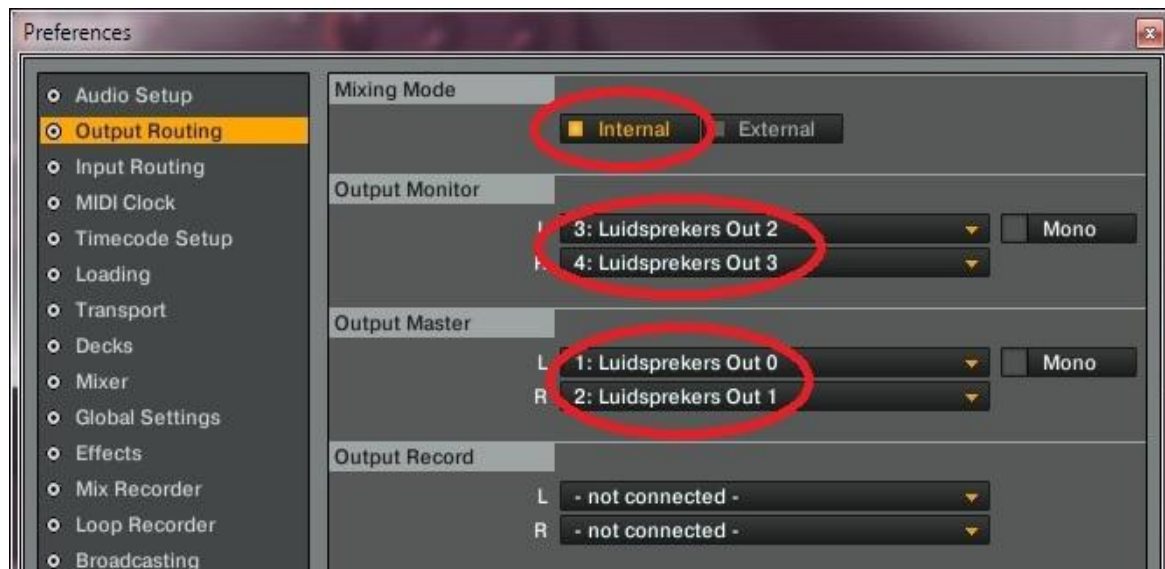 Preferences
Audio Setup
Output Routing
Input Routing
MIDI Clock
Timecode Setup
Loading
Transport
Decks
Mixer
Global Settings
Effects
Mix Recorder
Loop Recorder
Broadcasting
Mixing Mode
Internal External
Output Monitor
L 3: Luidsprekers Out 2 Mono
R 4: Luidsprekers Out 3
Output Master
L 1: Luidsprekers Out 0 Mono
R 2: Luidsprekers Out 1
Output Record
L - not connected -
R - not connected -